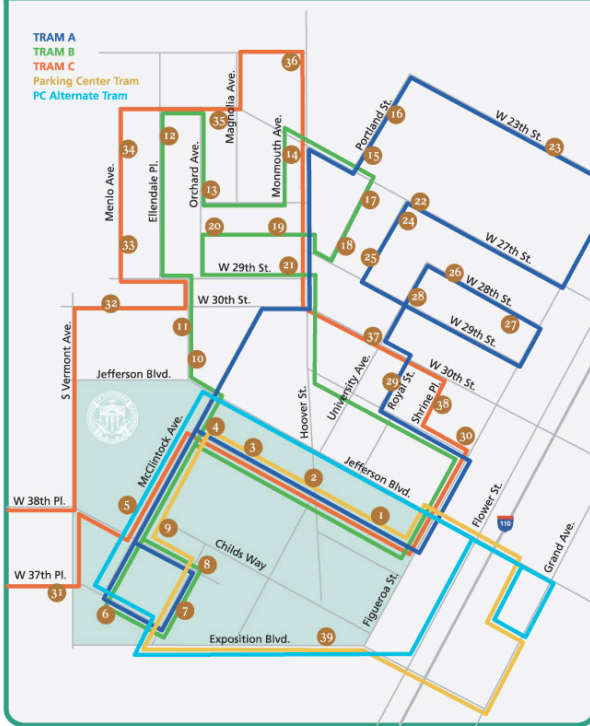 TRAM A
TRAM B
TRAM C
Parking Center Tram
PC Alternate Tram
36
Magnolia Ave.
35
Portland St.
16
W 23th St.
23
12
34
Menlo Ave.
Ellendale Pl.
Orchard Ave.
13
Monmouth Ave.
14
15
17
22
24
W 27th St.
20
19
33
18
25
21
W 29th St.
26
W 28th St.
27
28
W 29th St.
32
W 30th St.
S Vermont Ave.
11
37
10
University Ave.
W 30th St.
Jefferson Blvd.
29
Royal St.
Shrine Pl.
38
Hoover St.
McClintock Ave.
4
3
2
1
Jefferson Blvd.
30
W 38th Pl.
5
9
Childs Way
Flower St.
110
Grand Ave.
8
W 37th Pl.
31
6
7
Figueroa St.
Exposition Blvd.
39